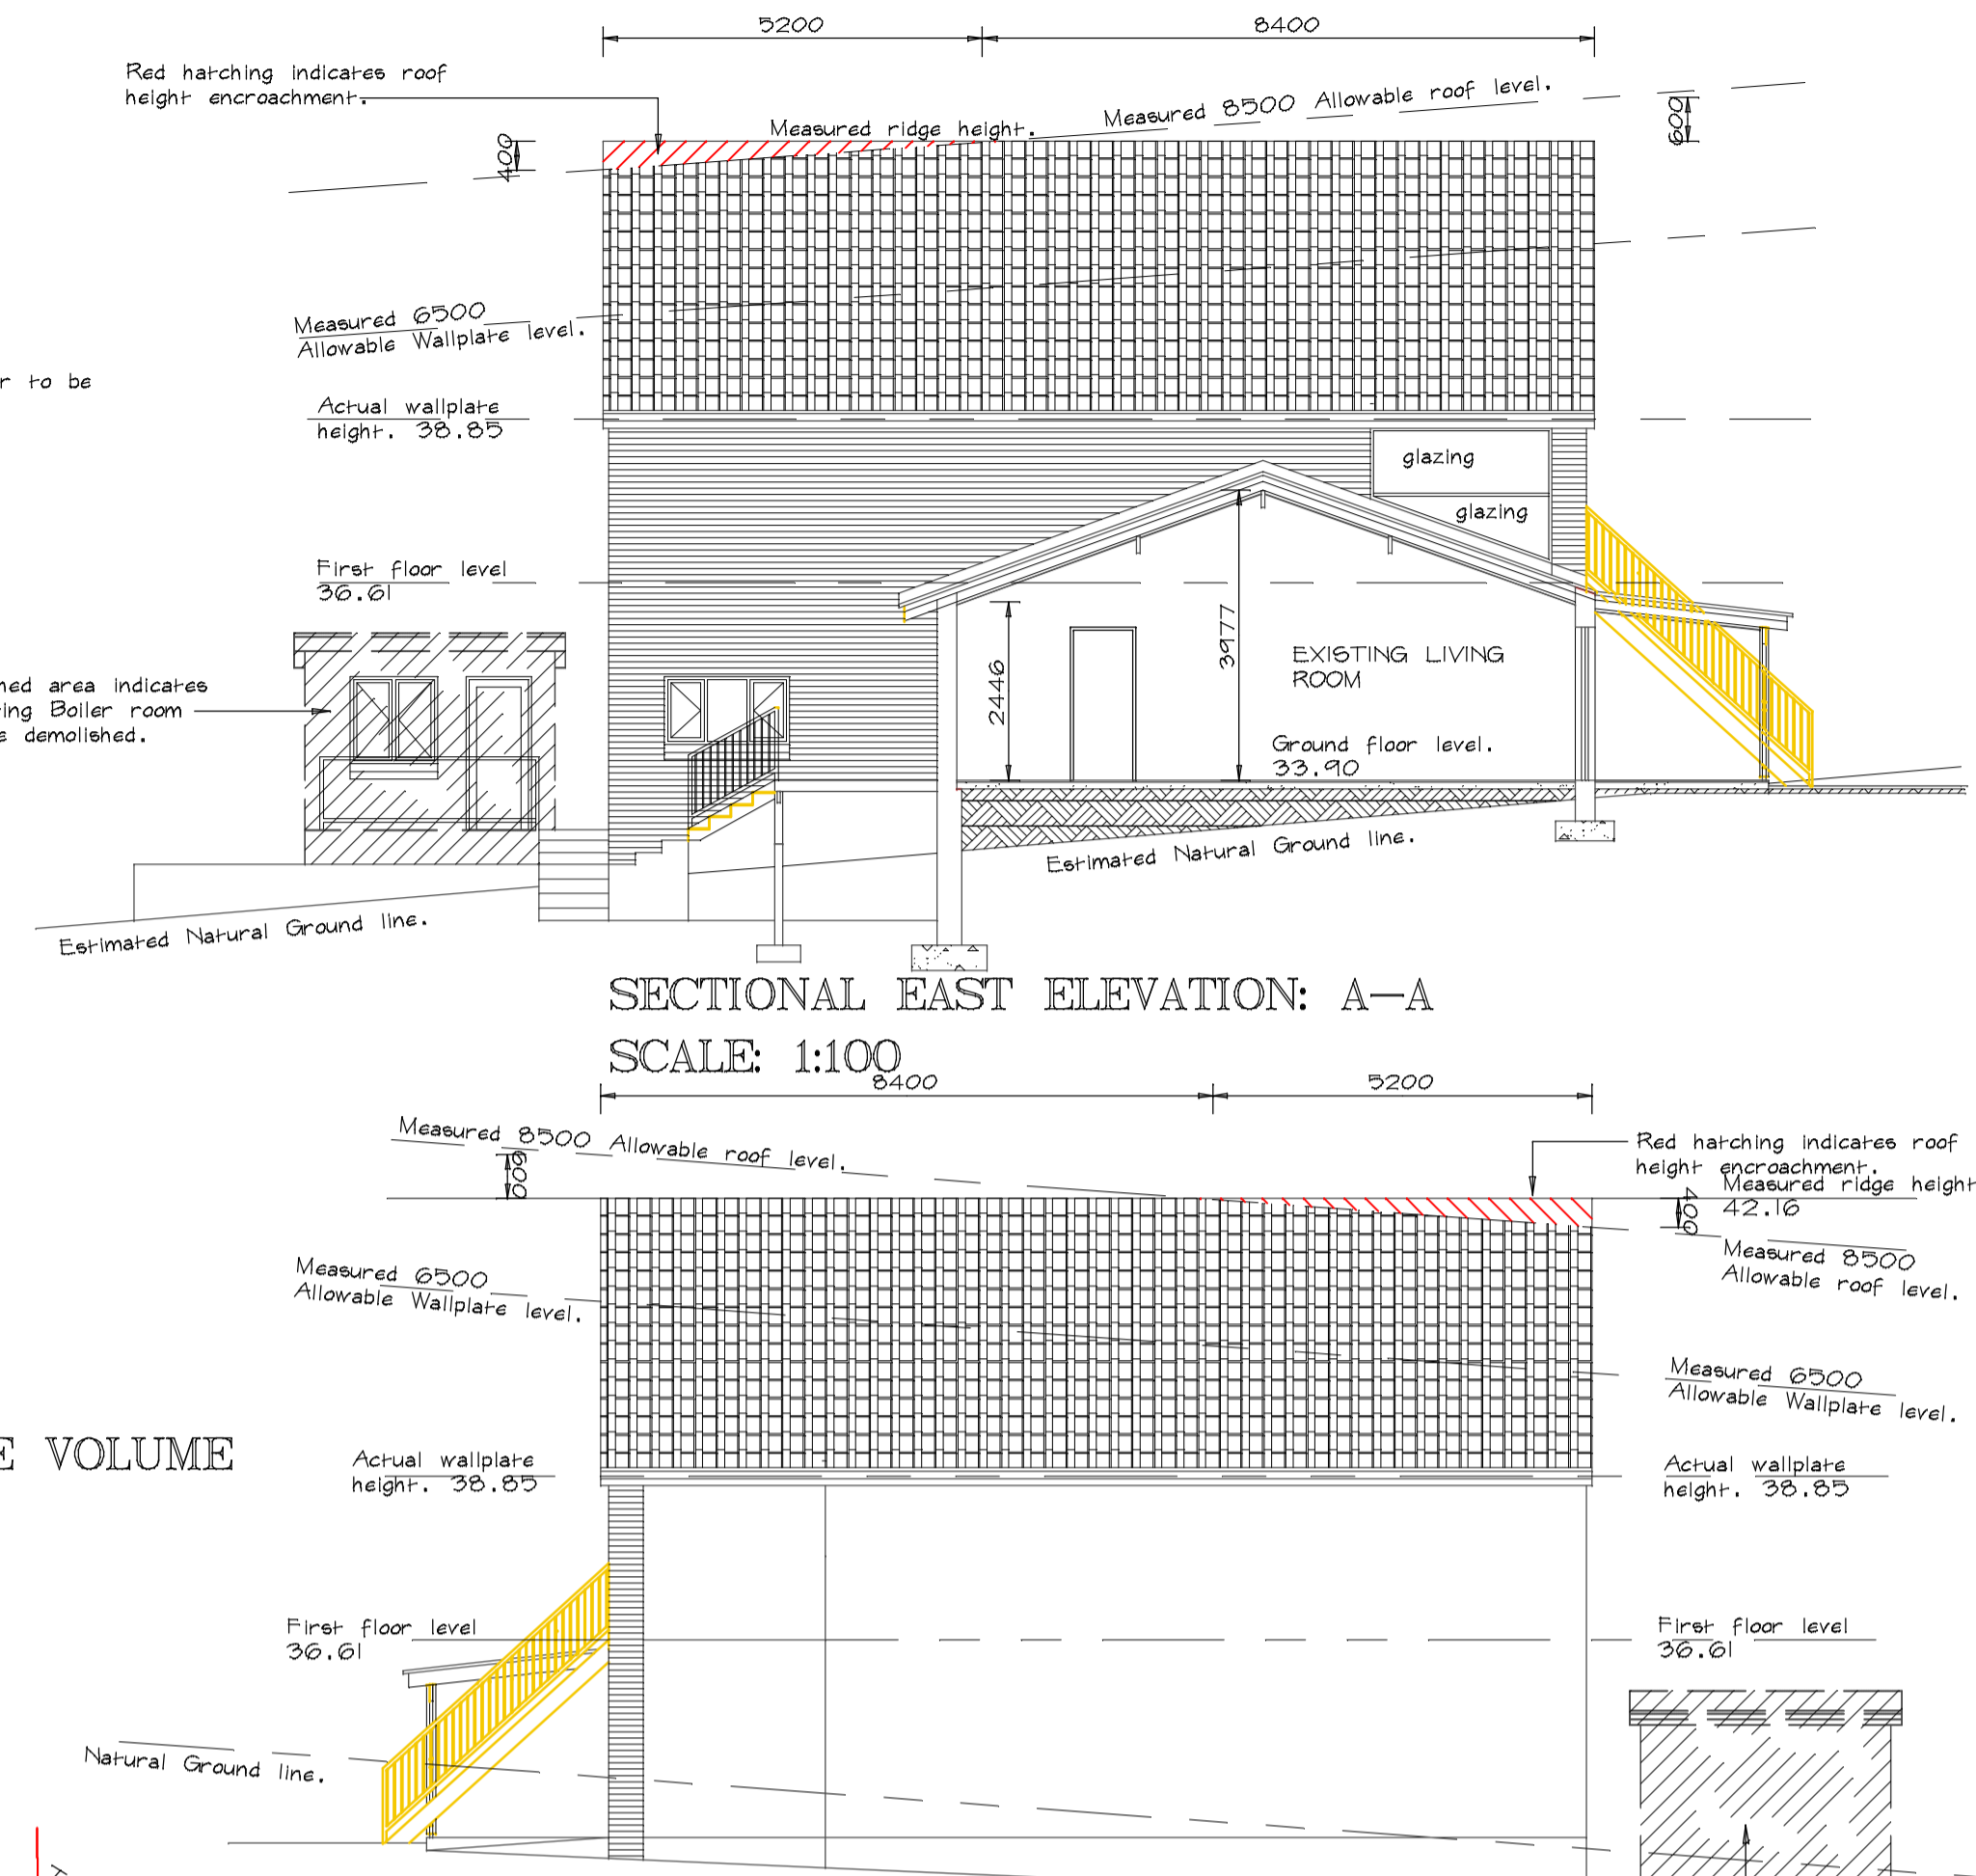 5200
8400
Red hatching indicates roof
height encroachment.
Measured ridge height.
Measured 8500 Allowable roof level.
400
600
Measured 6500
Allowable Wallplate level.
r to be
Actual wallplate
height. 38.85
glazing
glazing
First floor level
36.61
2446
3977
EXISTING LIVING
ROOM
ned area indicates
ing Boiler room
e demolished.
Ground floor level.
33.90
Estimated Natural Ground line.
Estimated Natural Ground line.
SECTIONAL EAST ELEVATION: A-A
SCALE: 1:100
8400
5200
Measured 8500 Allowable roof level.
600
Red hatching indicates roof
height encroachment.
Measured ridge height
42.16
400
Measured 8500
Allowable roof level.
Measured 6500
Allowable Wallplate level.
Measured 6500
Allowable Wallplate level.
E VOLUME
Actual wallplate
height. 38.85
Actual wallplate
height. 38.85
First floor level
36.61
First floor level
36.61
Natural Ground line.